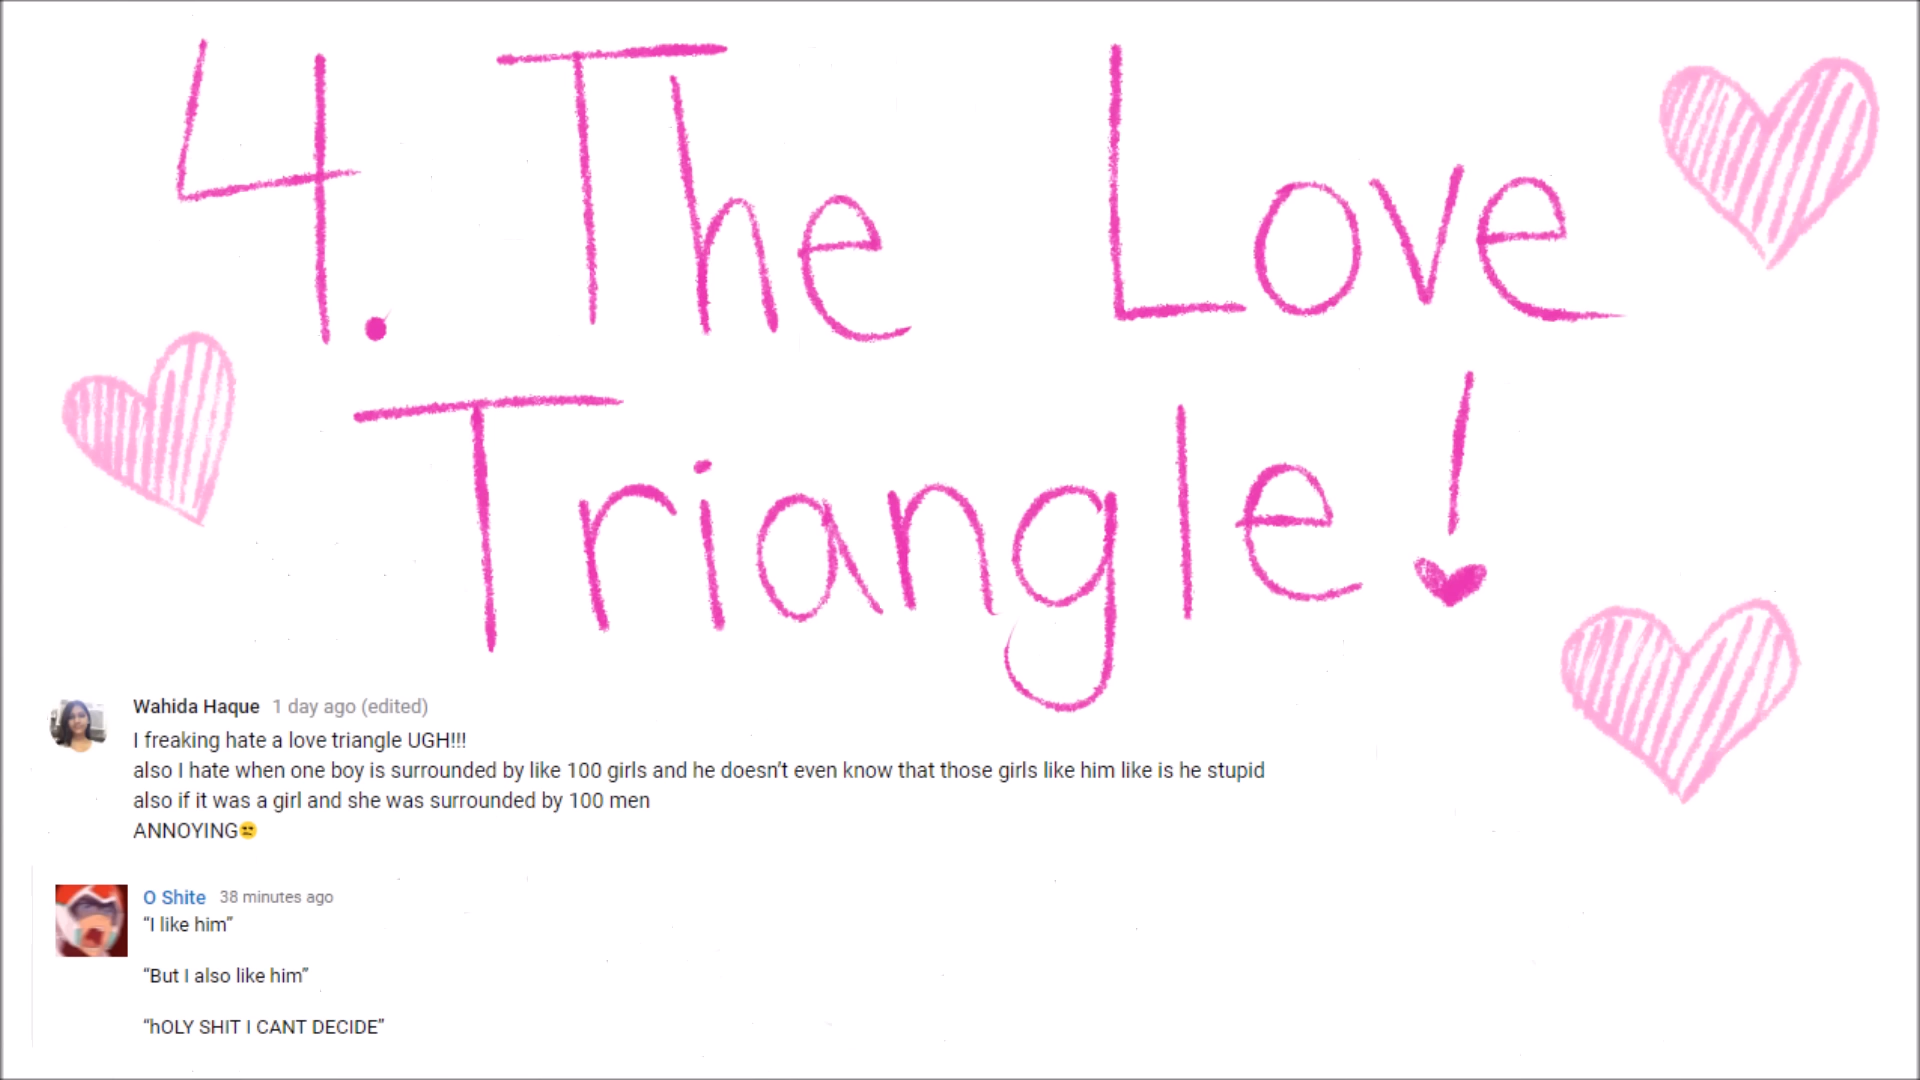 4. The Love
Triangle!
Wahida Haque 1 day ago (edited)
I freaking hate a love triangle UGH!!!
also I hate when one boy is surrounded by like 100 girls and he doesn't even know that those girls like him like is he stupid
also if it was a girl and she was surrounded by 100 men
ANNOYING😒
O Shite 38 minutes ago
“I like him”
“But I also like him”
“hOLY SHIT I CANT DECIDE”